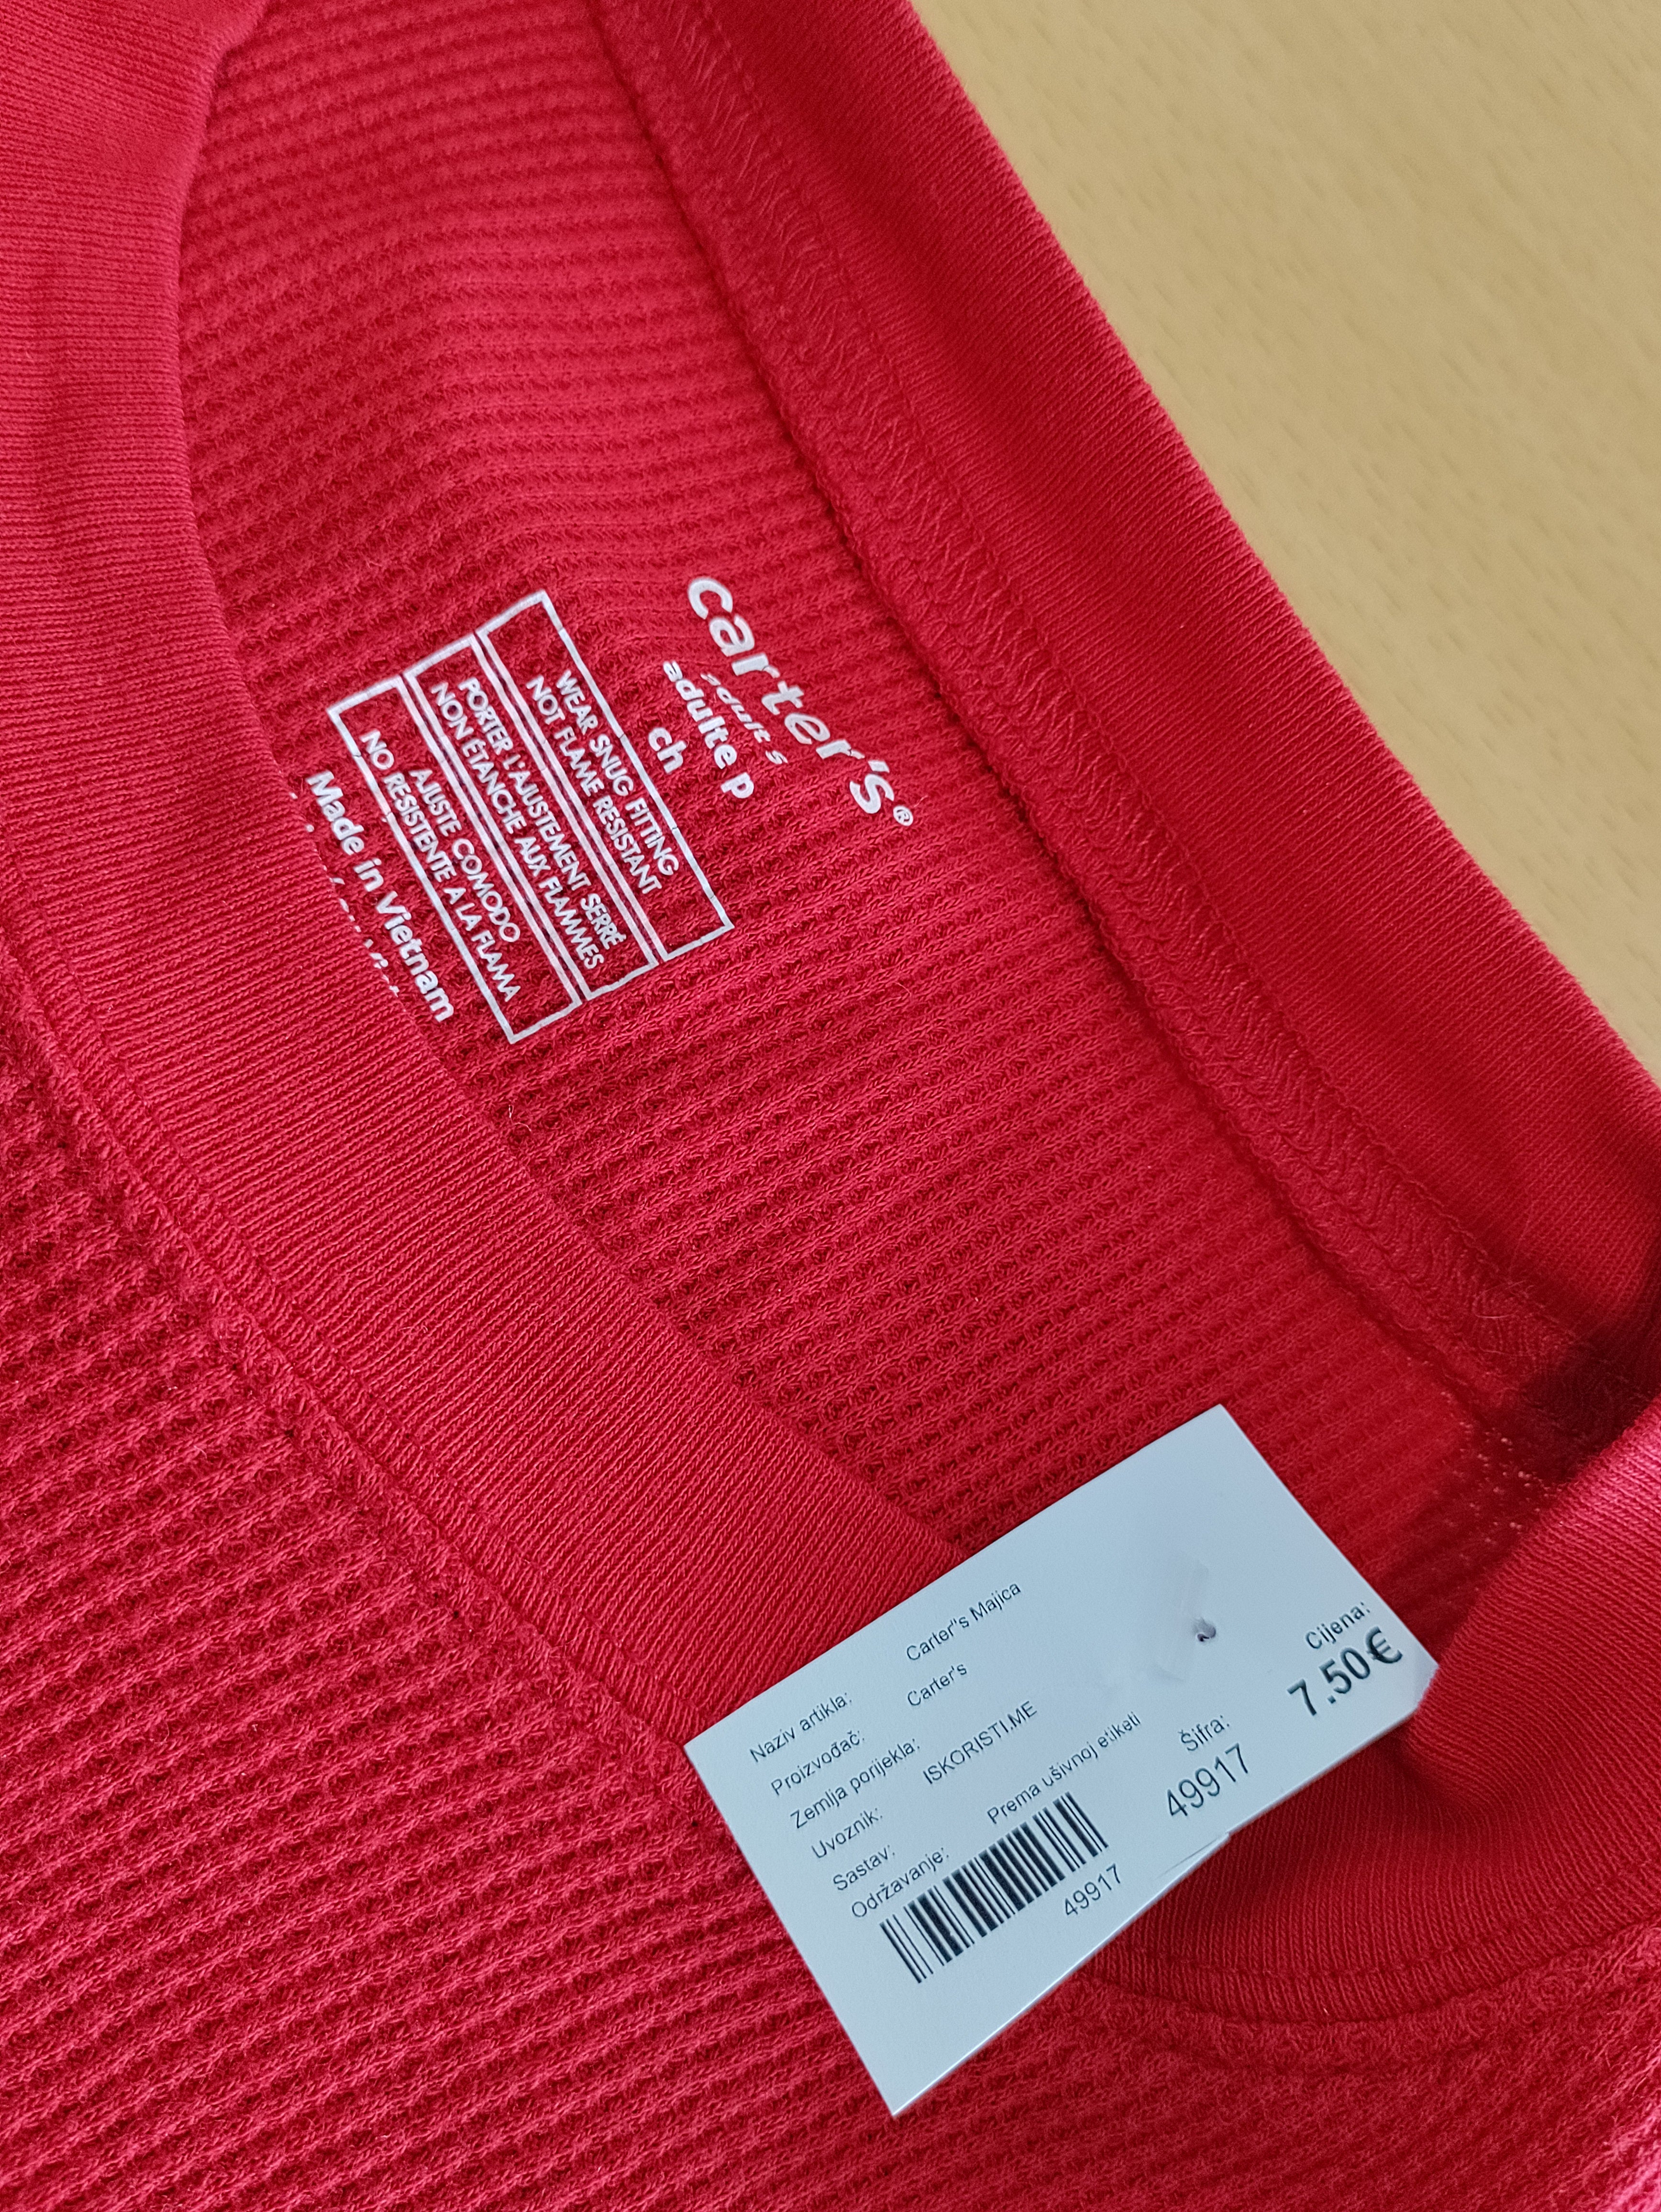 carter's®
adult s
adulte p
ch
WEAR SNUG FITTING
NOT FLAME RESISTANT
PORTER L'AJUSTEMENT SERRÉ
NON ÉTANCHE AUX FLAMMES
AJUSTE COMODO
NO RESISTENTE A LA FLAMA
Made in Vietnam
Naziv artikla: Carter"s Majica
Proizvođač: Carter's
Zemlja porijekla:
Uvoznik: ISKORISTI.ME
Sastav:
Održavanje: Prema ušivnoj etiketi
49917
Šifra:
49917
Cijena:
7.50€